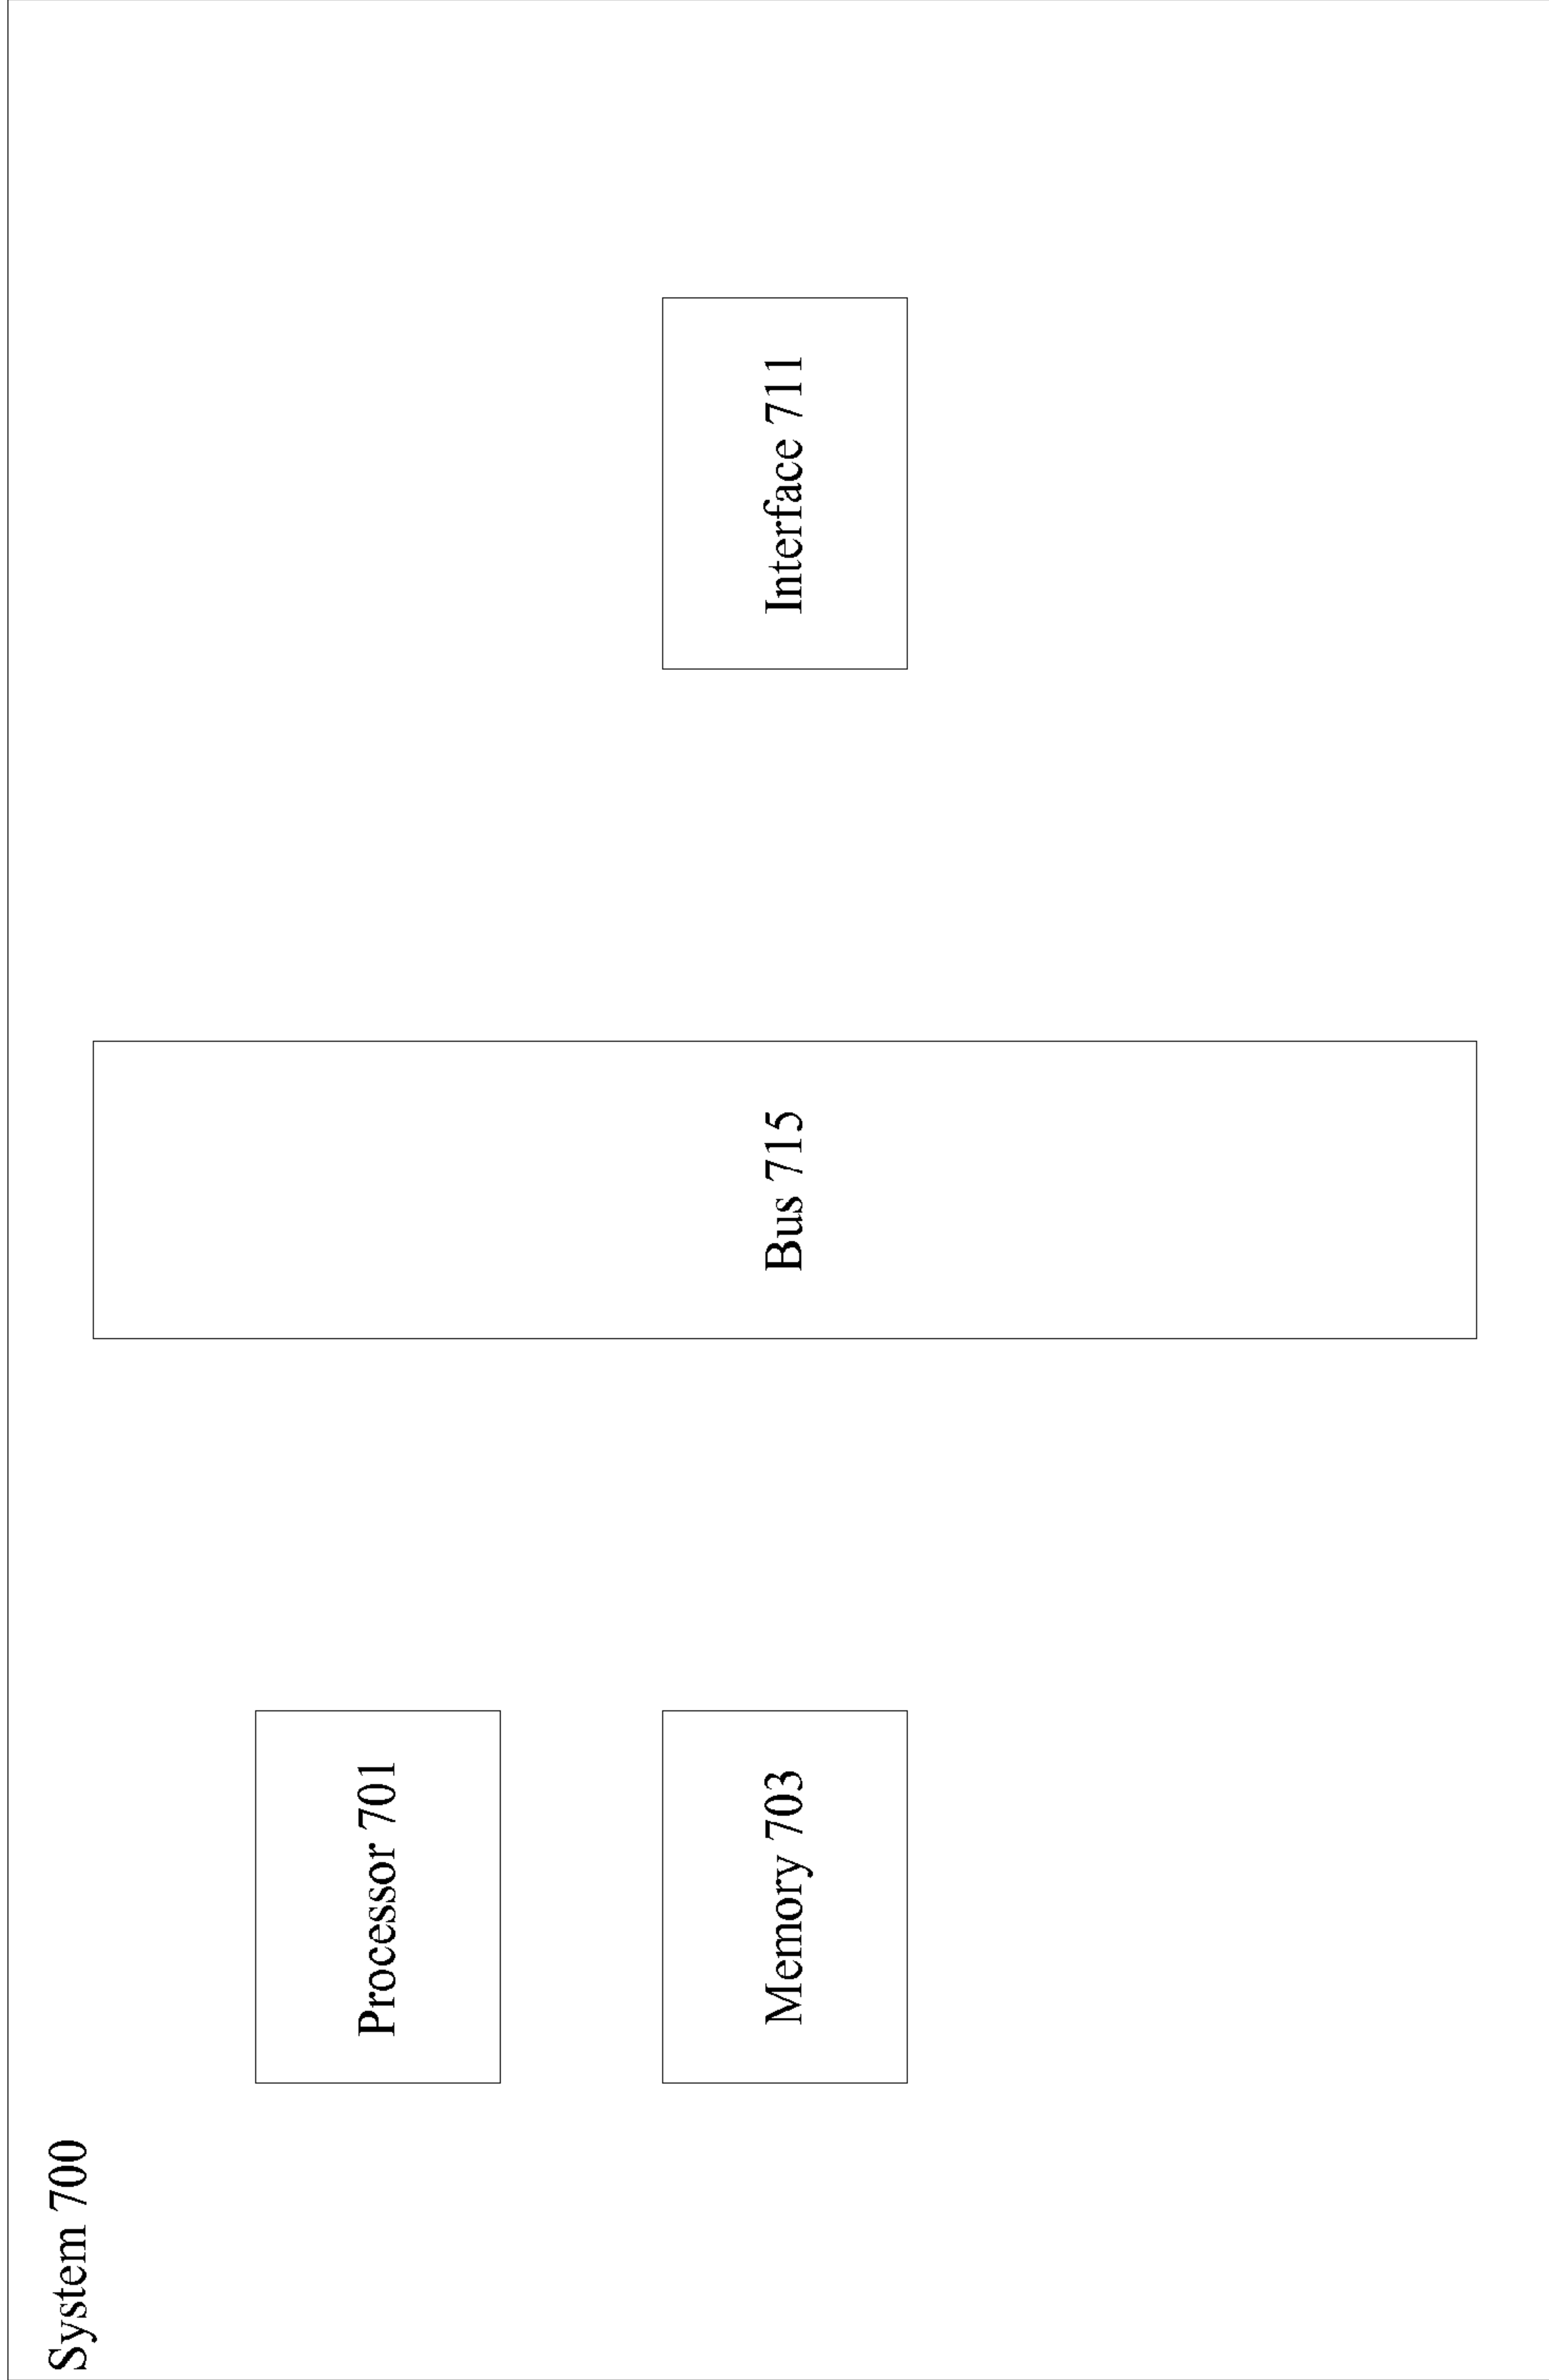 System 700
Processor 701
Memory 703
Bus 715
Interface 711